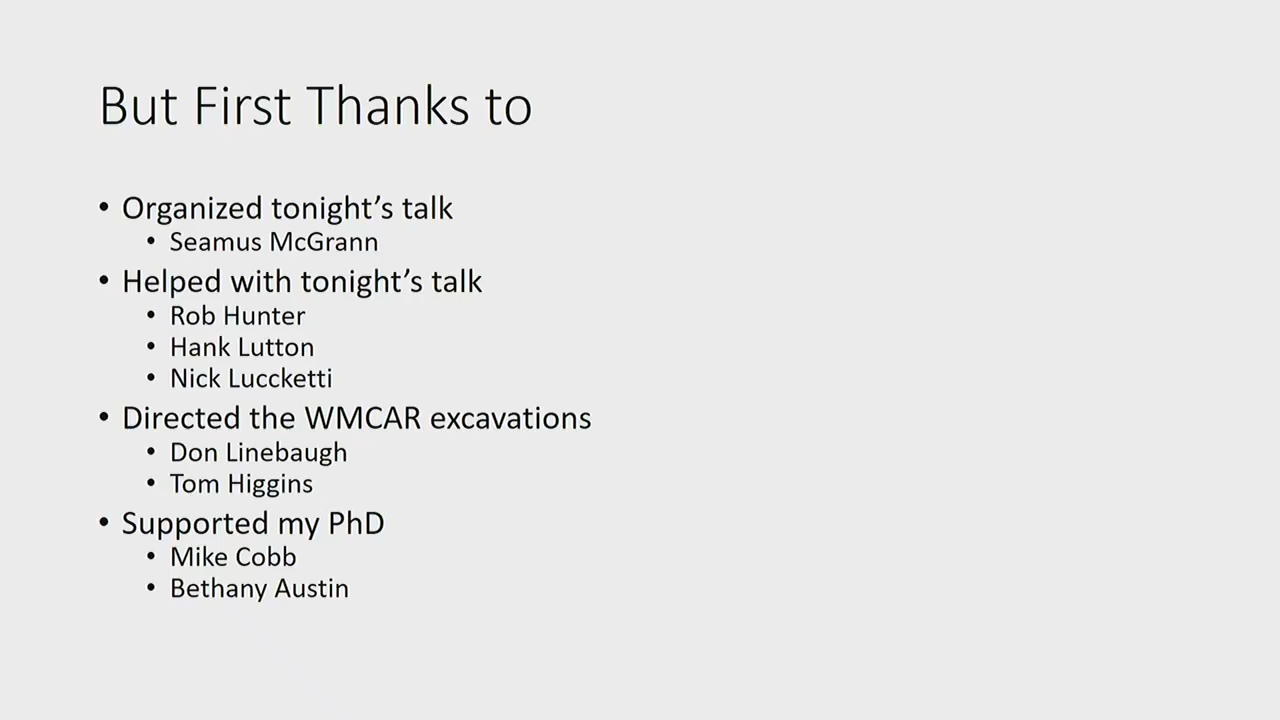 But First Thanks to
• Organized tonight’s talk
• Seamus McGrann
• Helped with tonight’s talk
• Rob Hunter
• Hank Lutton
• Nick Luccketti
• Directed the WMCAR excavations
• Don Linebaugh
• Tom Higgins
• Supported my PhD
• Mike Cobb
• Bethany Austin